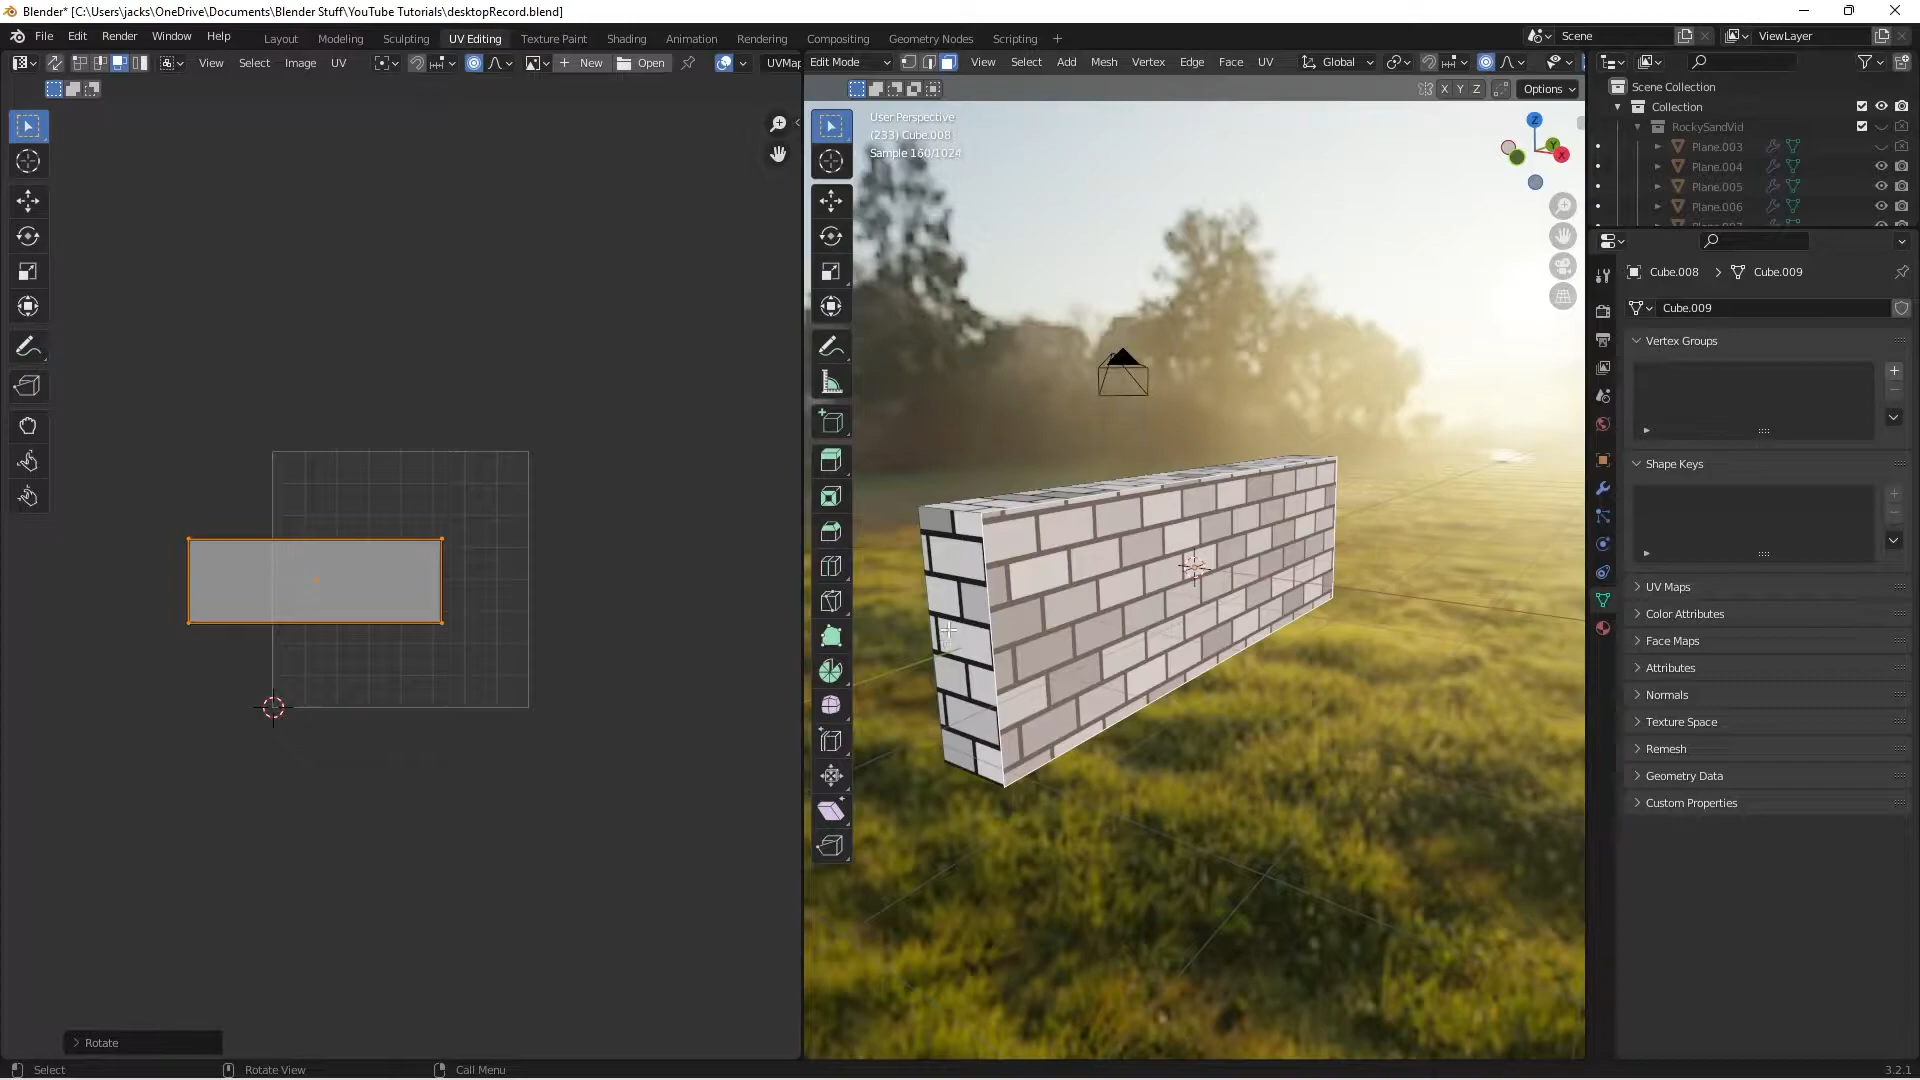 Blender* [C:\Users\jacks\OneDrive\Documents\Blender Stuff\YouTube Tutorials\desktopRecord.blend]
File Edit Render Window Help
Layout Modeling Sculpting UV Editing Texture Paint Shading Animation Rendering Compositing Geometry Nodes Scripting +
Scene ViewLayer
View Select Image UV New Open UVMap
Edit Mode View Select Add Mesh Vertex Edge Face UV Global
X Y Z Options
User Perspective
(233) Cube.008
Sample 160/1024
Z
Y
X
Scene Collection
Collection
RockySandVid
Plane.003
Plane.004
Plane.005
Plane.006
Cube.008 > Cube.009
Cube.009
Vertex Groups
Shape Keys
UV Maps
Color Attributes
Face Maps
Attributes
Normals
Texture Space
Remesh
Geometry Data
Custom Properties
Rotate
Select Rotate View Call Menu 3.2.1